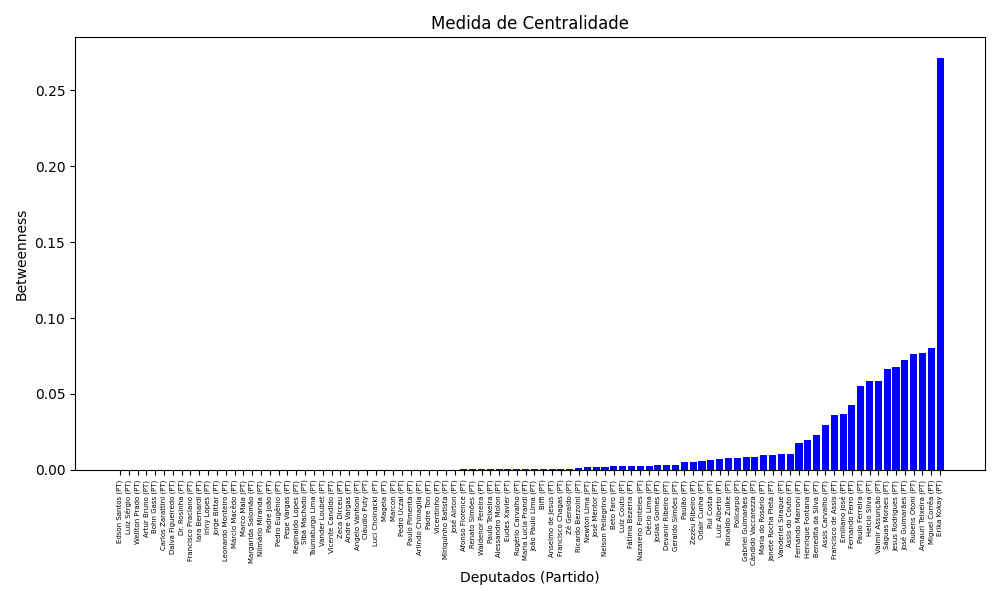 Medida de Centralidade
Betweenness
0.25
0.20
0.15
0.10
0.05
0.00
Edson Santos (PT)
Luiz Sérgio (PT)
Weliton Prado (PT)
Artur Bruno (PT)
Bohn Gass (PT)
Carlos Zarattini (PT)
Dalva Figueiredo (PT)
Dr. Rosinha (PT)
Francisco Praciano (PT)
Iara Bernardi (PT)
Iriny Lopes (PT)
Jorge Bittar (PT)
Leonardo Monteiro (PT)
Márcio Macêdo (PT)
Marco Maia (PT)
Margarida Salomão (PT)
Nilmário Miranda (PT)
Padre João (PT)
Pedro Eugênio (PT)
Pepe Vargas (PT)
Reginaldo Lopes (PT)
Sibá Machado (PT)
Taumaturgo Lima (PT)
Vander Loubet (PT)
Vicente Candido (PT)
Zeca Dirceu (PT)
Andre Vargas (PT)
Angelo Vanhoni (PT)
Cláudio Puty (PT)
Luci Choinacki (PT)
Magela (PT)
Marcon (PT)
Pedro Uczai (PT)
Paulo Pimenta (PT)
Arlindo Chinaglia (PT)
Padre Ton (PT)
Vicentinho (PT)
Miriquinho Batista (PT)
José Airton (PT)
Afonso Florence (PT)
Renato Simões (PT)
Waldenor Pereira (PT)
Paulo Teixeira (PT)
Alessandro Molon (PT)
Eudes Xavier (PT)
Rogério Carvalho (PT)
Maria Lucia Prandi (PT)
João Paulo Lima (PT)
Biffi (PT)
Anselmo de Jesus (PT)
Francisco Chagas (PT)
Zé Geraldo (PT)
Ricardo Berzoini (PT)
Newton Lima (PT)
José Mentor (PT)
Nelson Pellegrino (PT)
Beto Faro (PT)
Luiz Couto (PT)
Fátima Bezerra (PT)
Nazareno Fonteles (PT)
Décio Lima (PT)
Josias Gomes (PT)
Devanir Ribeiro (PT)
Geraldo Simões (PT)
Paulão (PT)
Zezéu Ribeiro (PT)
Odair Cunha (PT)
Rui Costa (PT)
Luiz Alberto (PT)
Ronaldo Zulke (PT)
Policarpo (PT)
Gabriel Guimarães (PT)
Cândido Vaccarezza (PT)
Maria do Rosário (PT)
Janete Rocha Pietá (PT)
Vanderlei Siraque (PT)
Assis do Couto (PT)
Fernando Marroni (PT)
Henrique Fontana (PT)
Benedita da Silva (PT)
Assis Carvalho (PT)
Francisco de Assis (PT)
Emiliano José (PT)
Fernando Ferro (PT)
Paulo Ferreira (PT)
Helcio Silva (PT)
Valmir Assunção (PT)
Ságuas Moraes (PT)
Jesus Rodrigues (PT)
José Guimarães (PT)
Rubens Otoni (PT)
Amauri Teixeira (PT)
Miguel Corrêa (PT)
Erika Kokay (PT)
Deputados (Partido)